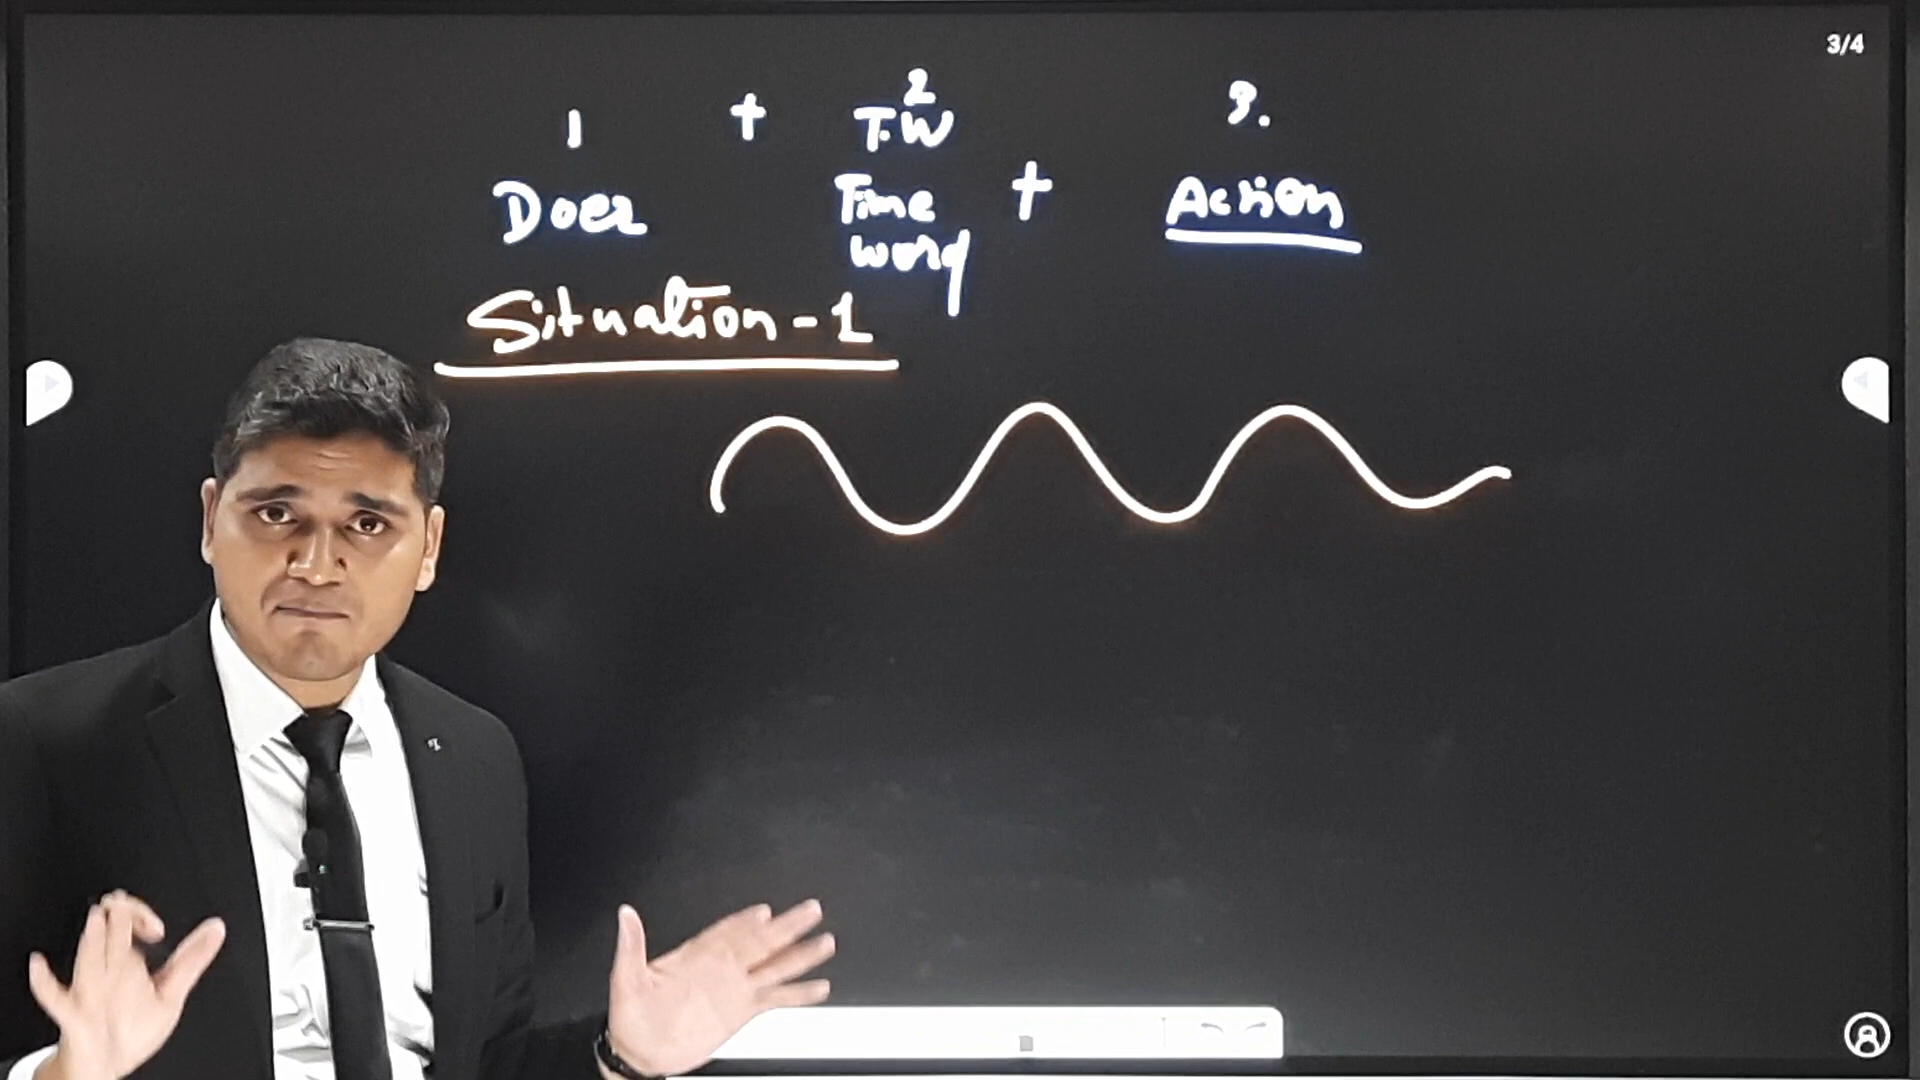 3/4
1 + 2 3.
T.W
Doer Time + Action
word
Situation - 1